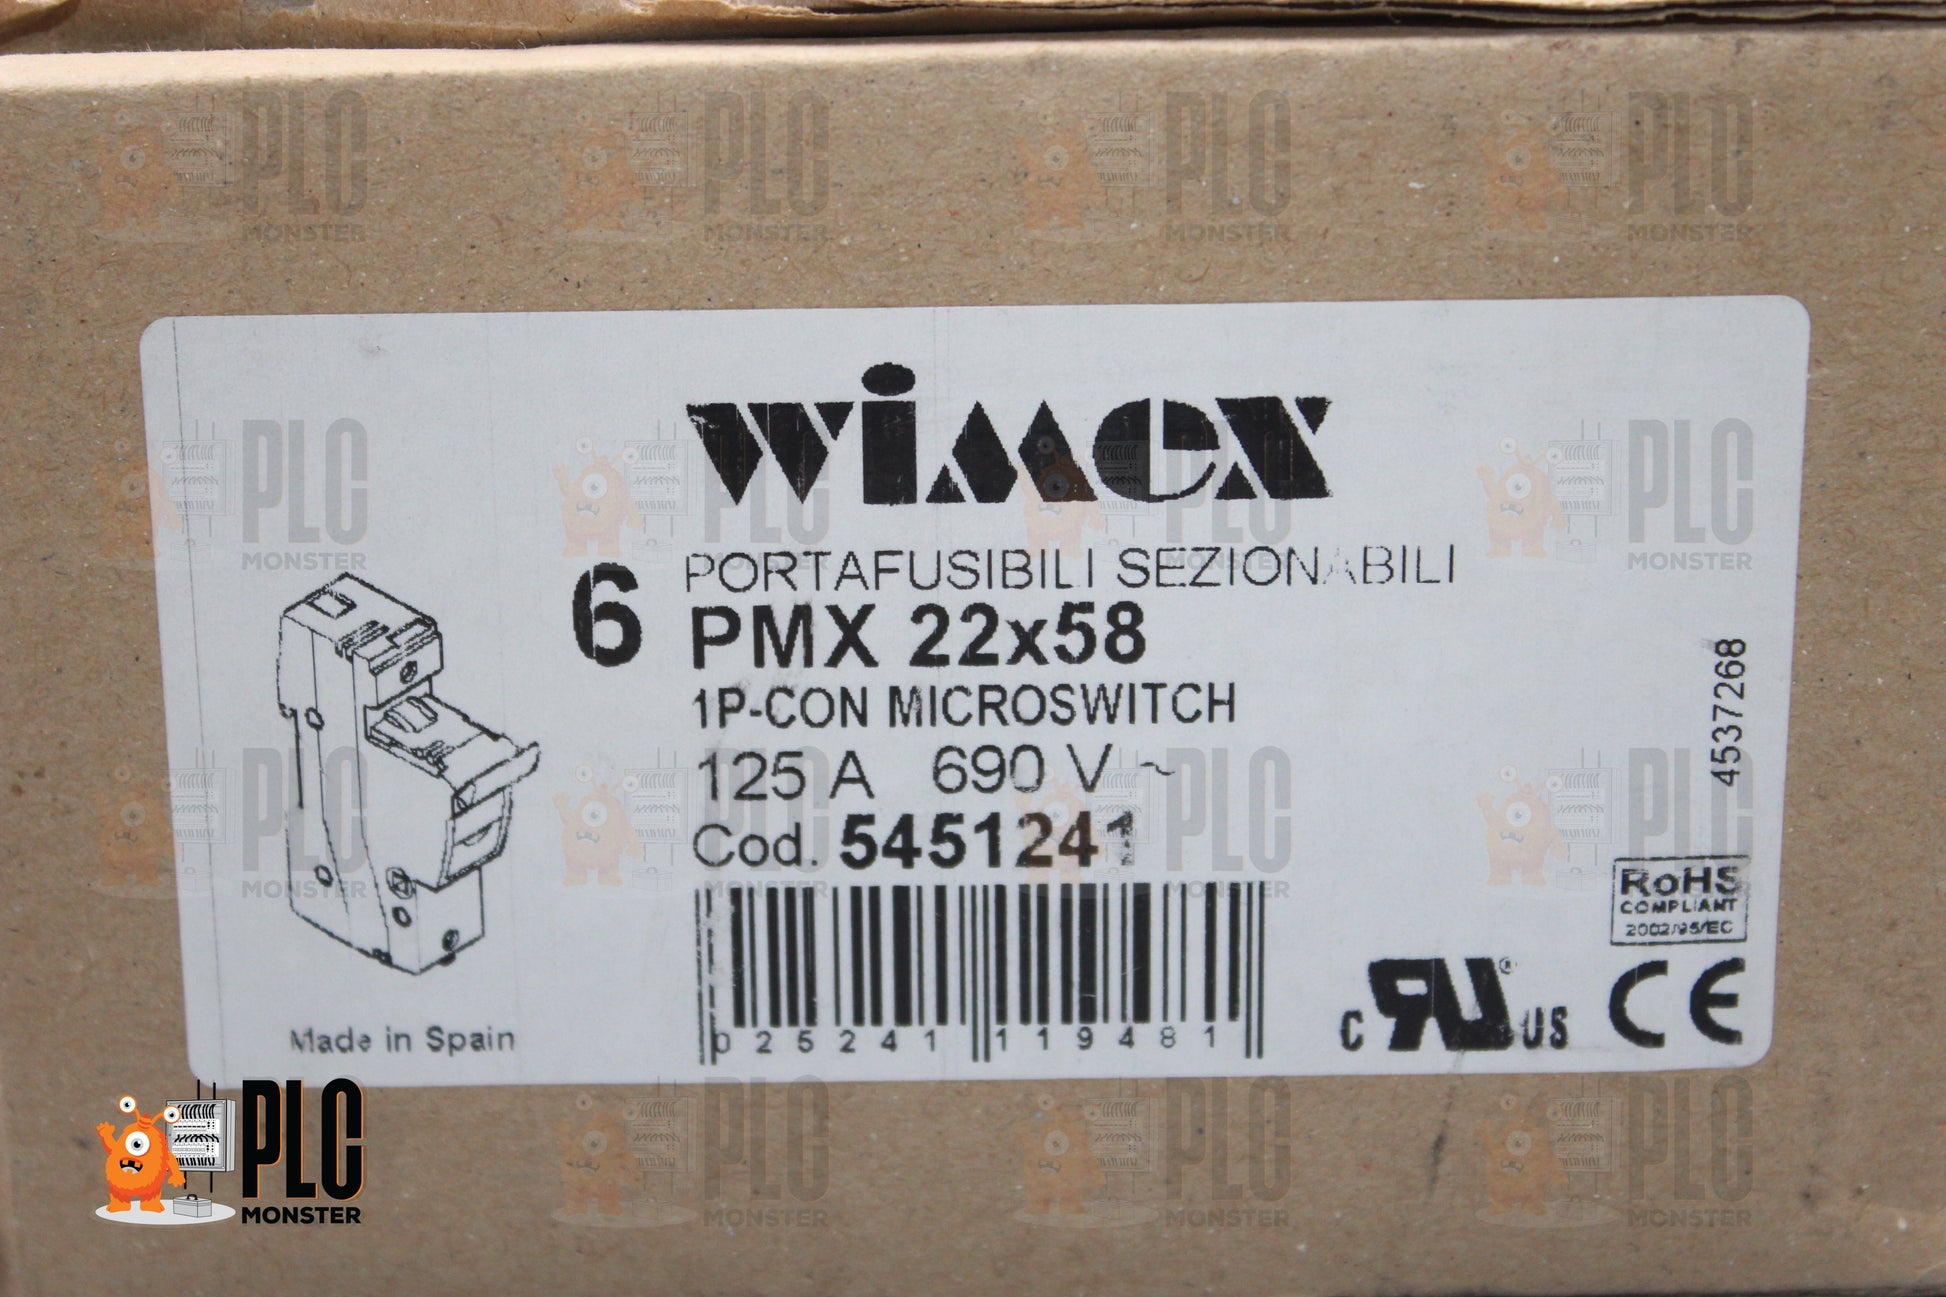 wimex
PORTAFUSIBILI SEZIONABILI
6 PMX 22x58
1P-CON MICROSWITCH
125 A 690 V ~
Cod. 5451241
025241 119481
Made in Spain
4537268
RoHS
COMPLIANT
2002/95/EC
C RU ® US CE
PLC
MONSTER